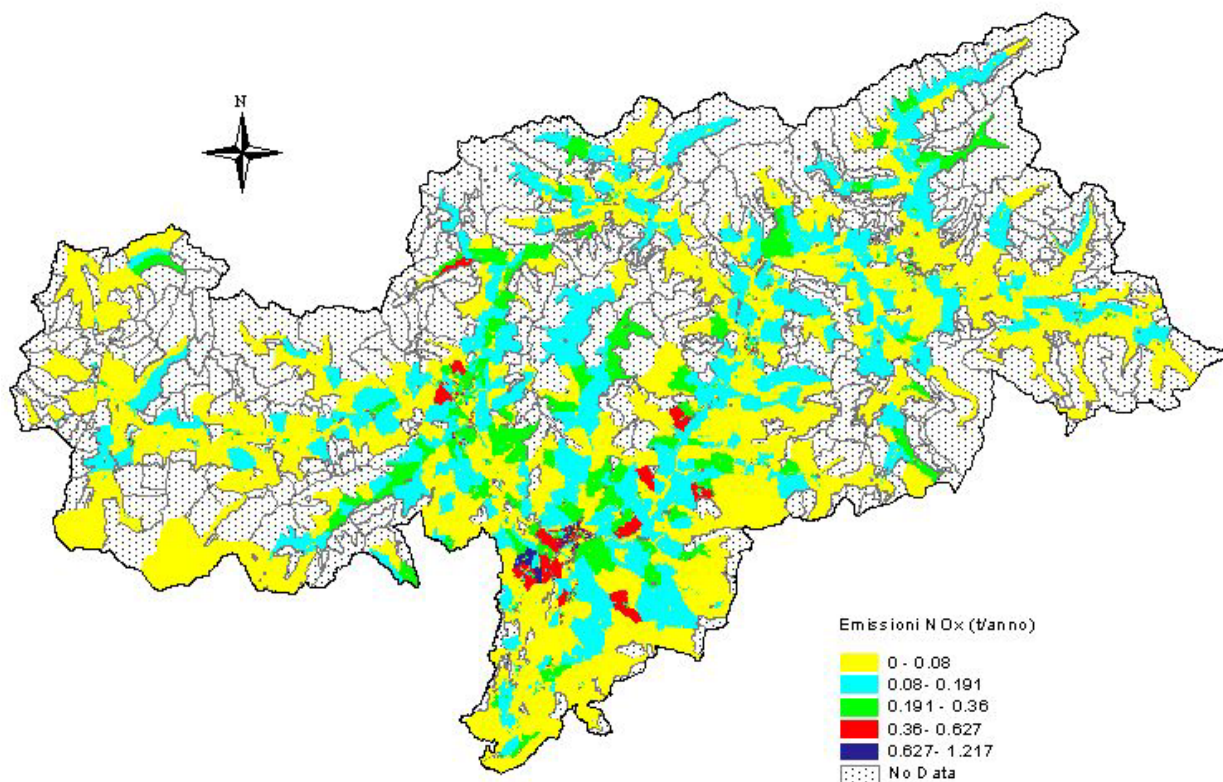 N
Emissioni NOx (t/anno)
0 - 0.08
0.08- 0.191
0.191 - 0.36
0.36- 0.627
0.627- 1.217
No Data